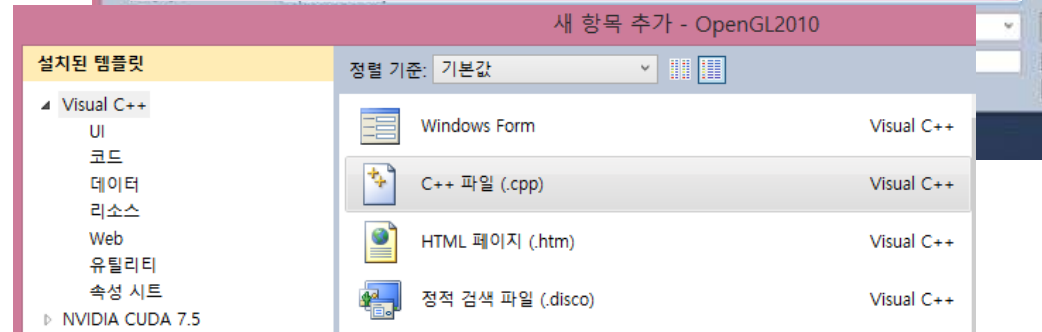 새 항목 추가 - OpenGL2010
설치된 템플릿
정렬 기준: 기본값
Visual C++
UI
코드
데이터
리소스
Web
유틸리티
속성 시트
NVIDIA CUDA 7.5
Windows Form Visual C++
C++ 파일 (.cpp) Visual C++
HTML 페이지 (.htm) Visual C++
정적 검색 파일 (.disco) Visual C++